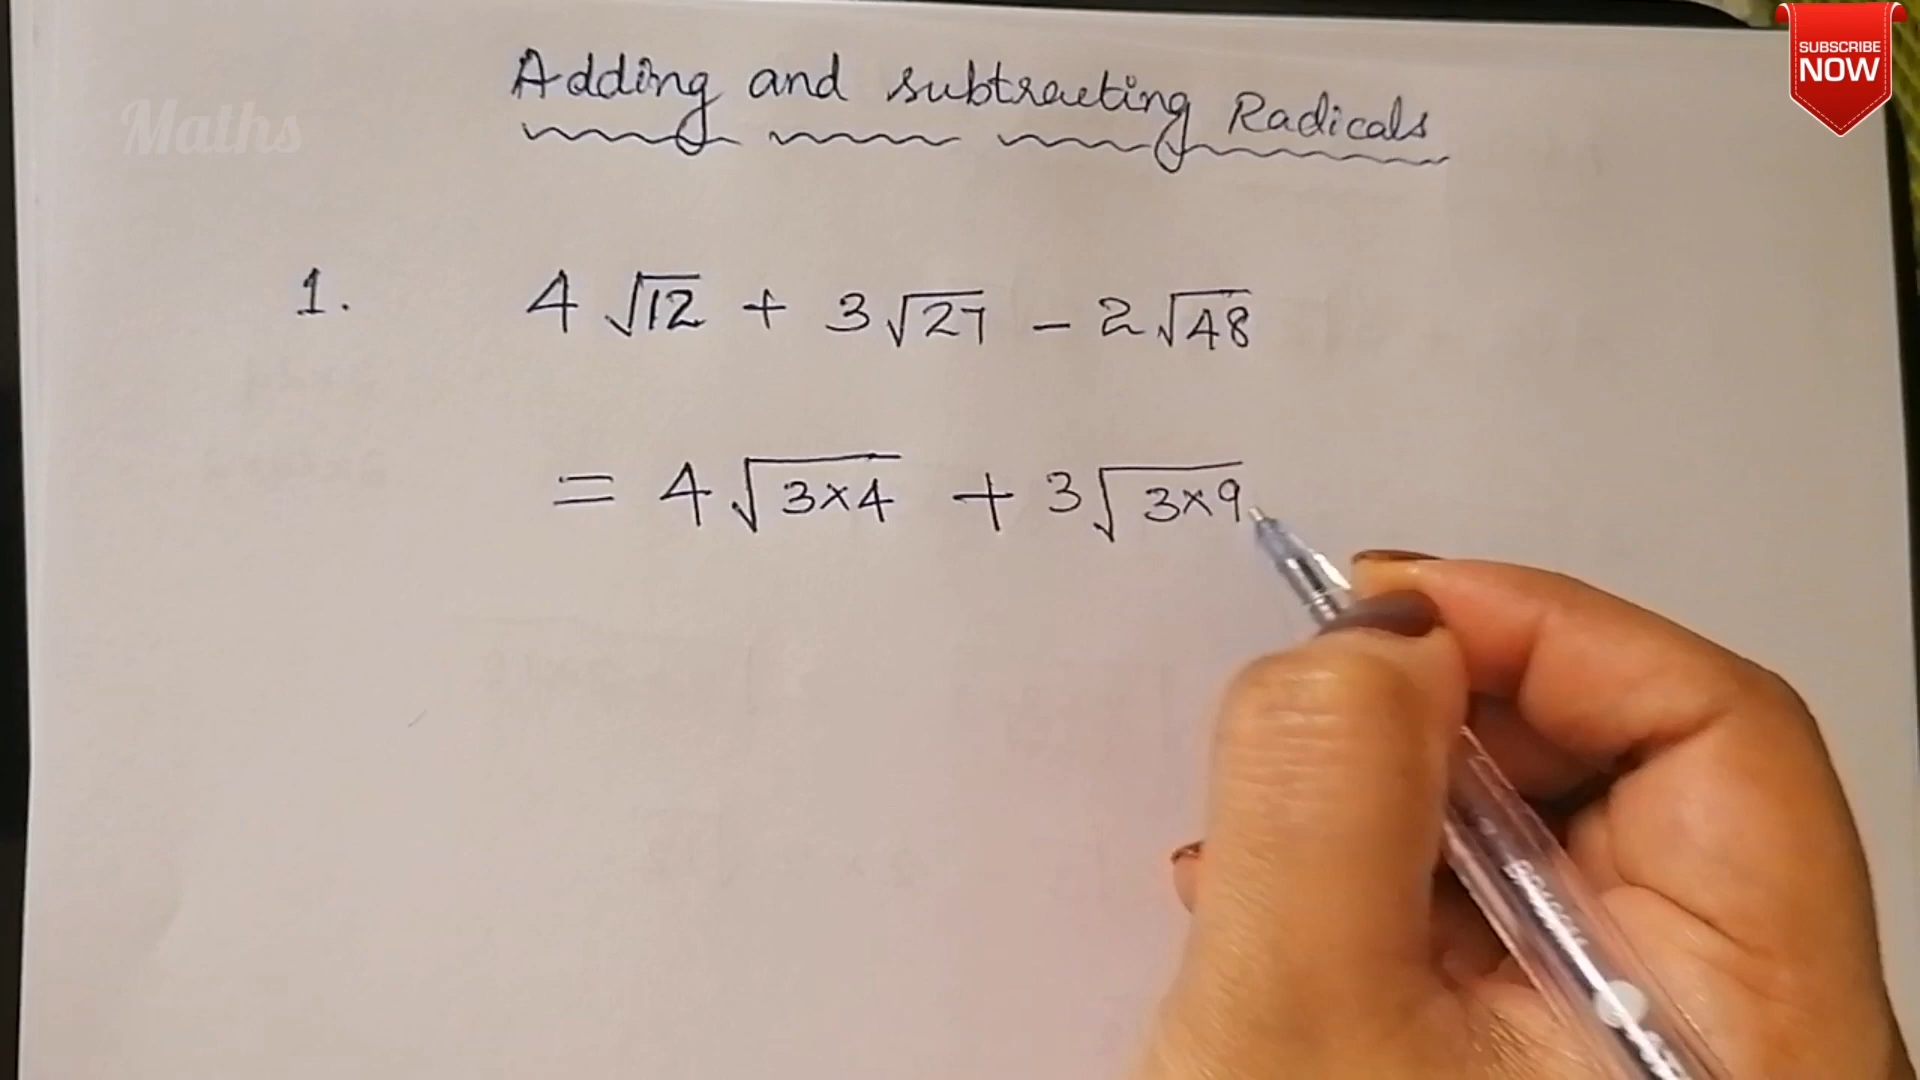 Maths
SUBSCRIBE
NOW
Adding and subtracting Radicals
1. 4√12 + 3√27 - 2√48
= 4√3×4 + 3√3×9